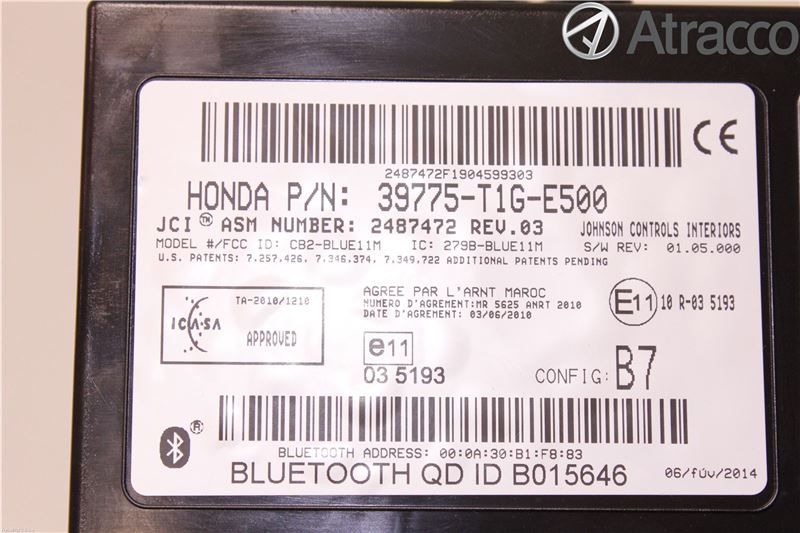 Atracco
CE
2487472F1904599303
HONDA P/N: 39775-T1G-E500
JCI™ ASM NUMBER: 2487472 REV.03 JOHNSON CONTROLS INTERIORS
MODEL #/FCC ID: CB2-BLUE11M IC: 279B-BLUE11M S/W REV: 01.05.000
U.S. PATENTS: 7,257,426, 7,346,374, 7,349,722 ADDITIONAL PATENTS PENDING
TA-2010/1210
ICASA
APPROVED
AGREE PAR L'ARNT MAROC
NUMERO D'AGREMENT:MR 5625 ANRT 2010
DATE D'AGREMENT: 03/06/2010
E11 10 R-03 5193
e11
03 5193
CONFIG: B7
®
BLUETOOTH ADDRESS: 00:0A:30:B1:F8:83
BLUETOOTH QD ID B015646
06/fúv/2014